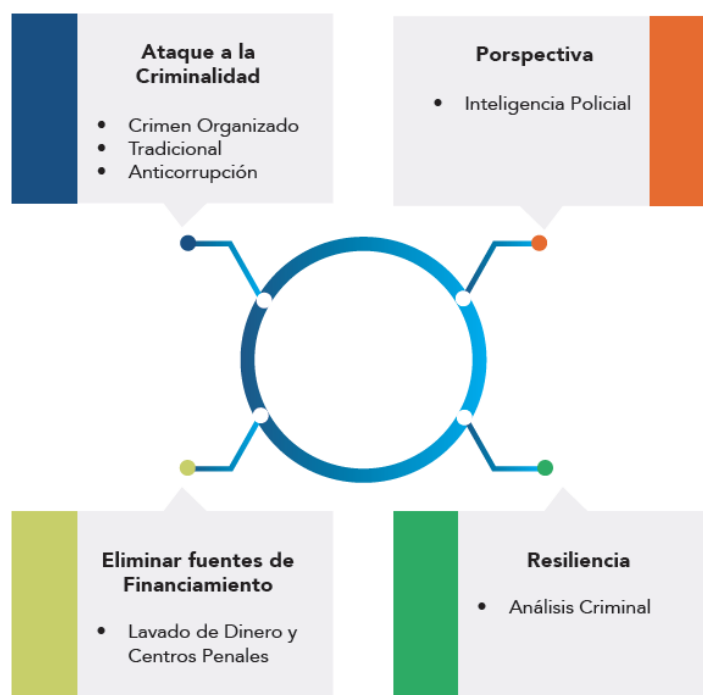 Ataque a la
Criminalidad
• Crimen Organizado
• Tradicional
• Anticorrupción
Porspectiva
• Inteligencia Policial
Eliminar fuentes de
Financiamiento
• Lavado de Dinero y
Centros Penales
Resiliencia
• Análisis Criminal